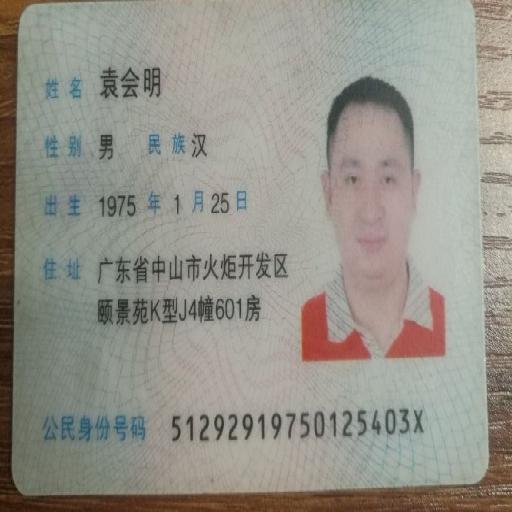 姓名 袁会明
性别 男 民族 汉
出生 1975 年 1 月 25 日
住址 广东省中山市火炬开发区
颐景苑K型J4幢601房
公民身份号码 51292919750125403X